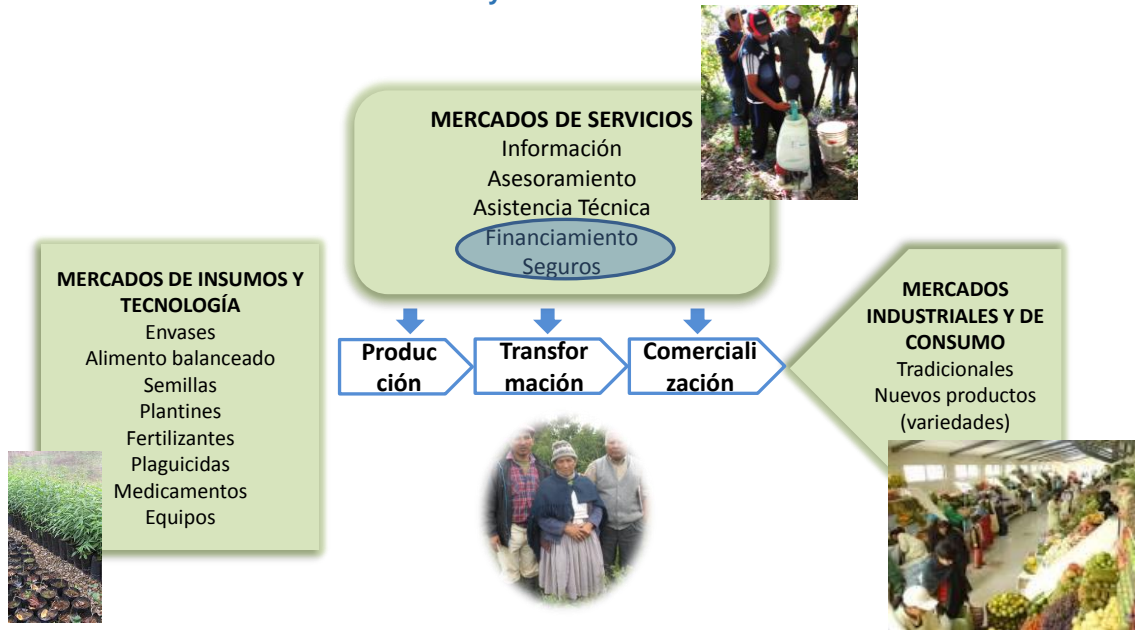 MERCADOS DE SERVICIOS
Información
Asesoramiento
Asistencia Técnica
Financiamiento
Seguros
MERCADOS DE INSUMOS Y
TECNOLOGÍA
Envases
Alimento balanceado
Semillas
Plantines
Fertilizantes
Plaguicidas
Medicamentos
Equipos
Produc
ción
Transfor
mación
Comerciali
zación
MERCADOS
INDUSTRIALES Y DE
CONSUMO
Tradicionales
Nuevos productos
(variedades)